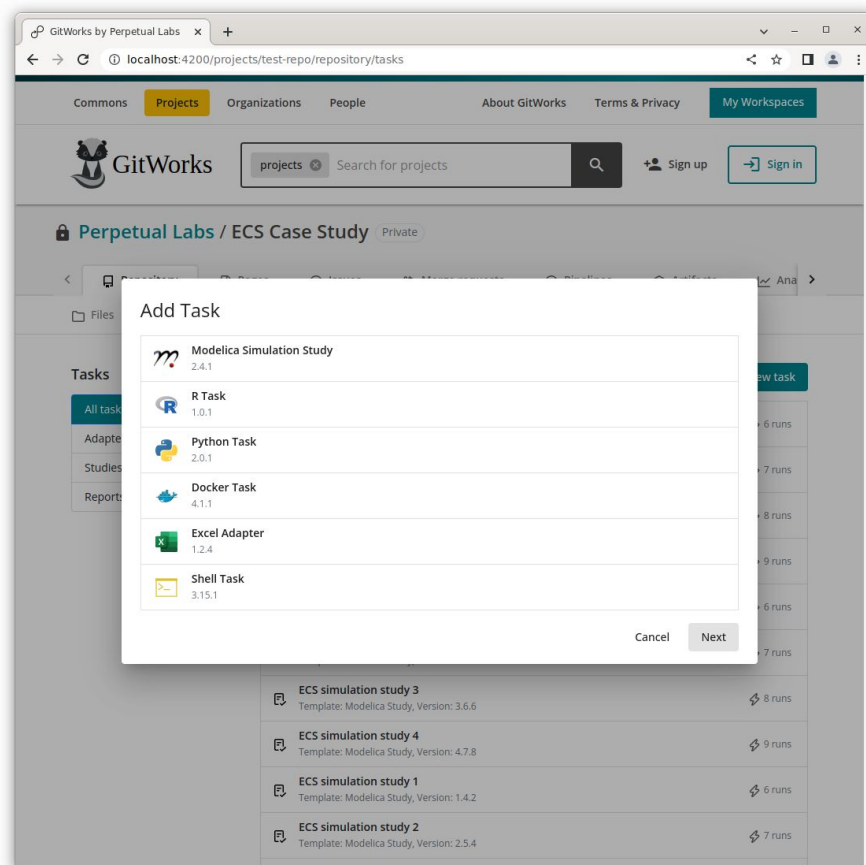 GitWorks by Perpetual Labs
localhost:4200/projects/test-repo/repository/tasks
Commons Projects Organizations People About GitWorks Terms & Privacy My Workspaces
GitWorks projects Search for projects Sign up Sign in
Perpetual Labs / ECS Case Study Private
Ana
Files
Add Task
Modelica Simulation Study
2.4.1
R Task
1.0.1
Python Task
2.0.1
Docker Task
4.1.1
Excel Adapter
1.2.4
Shell Task
3.15.1
Cancel Next
Tasks
ew task
All task
Adapte
Studies
Reports
6 runs
7 runs
8 runs
9 runs
6 runs
7 runs
ECS simulation study 3
Template: Modelica Study, Version: 3.6.6
8 runs
ECS simulation study 4
Template: Modelica Study, Version: 4.7.8
9 runs
ECS simulation study 1
Template: Modelica Study, Version: 1.4.2
6 runs
ECS simulation study 2
Template: Modelica Study, Version: 2.5.4
7 runs